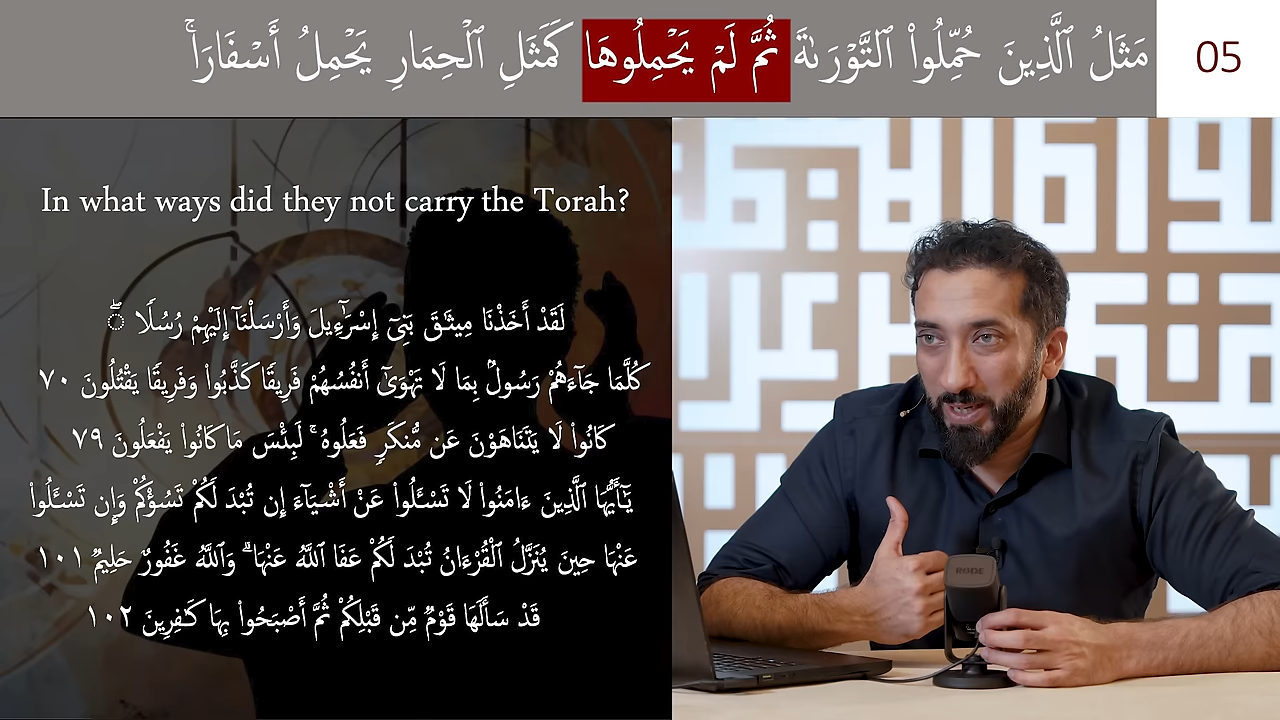 مَثَلُ ٱلَّذِينَ حُمِّلُوا۟ ٱلتَّوْرَىٰةَ ثُمَّ لَمْ يَحْمِلُوهَا كَمَثَلِ ٱلْحِمَارِ يَحْمِلُ أَسْفَارًۢا ۚ
05
In what ways did they not carry the Torah?
لَقَدْ أَخَذْنَا مِيثَـٰقَ بَنِىٓ إِسْرَٰٓءِيلَ وَأَرْسَلْنَآ إِلَيْهِمْ رُسُلًا ۖ
كُلَّمَا جَآءَهُمْ رَسُولٌۢ بِمَا لَا تَهْوَىٰٓ أَنفُسُهُمْ فَرِيقًا كَذَّبُوا۟ وَفَرِيقًا يَقْتُلُونَ ٧٠
كَانُوا۟ لَا يَتَنَاهَوْنَ عَن مُّنكَرٍ فَعَلُوهُ ۚ لَبِئْسَ مَا كَانُوا۟ يَفْعَلُونَ ٧٩
يَـٰٓأَيُّهَا ٱلَّذِينَ ءَامَنُوا۟ لَا تَسْـَٔلُوا۟ عَنْ أَشْيَآءَ إِن تُبْدَ لَكُمْ تَسُؤْكُمْ وَإِن تَسْـَٔلُوا۟
عَنْهَا حِينَ يُنَزَّلُ ٱلْقُرْءَانُ تُبْدَ لَكُمْ عَفَا ٱللَّهُ عَنْهَا ۗ وَٱللَّهُ غَفُورٌ حَلِيمٌ ١٠١
قَدْ سَأَلَهَا قَوْمٌ مِّن قَبْلِكُمْ ثُمَّ أَصْبَحُوا۟ بِهَا كَـٰفِرِينَ ١٠٢
RØDE